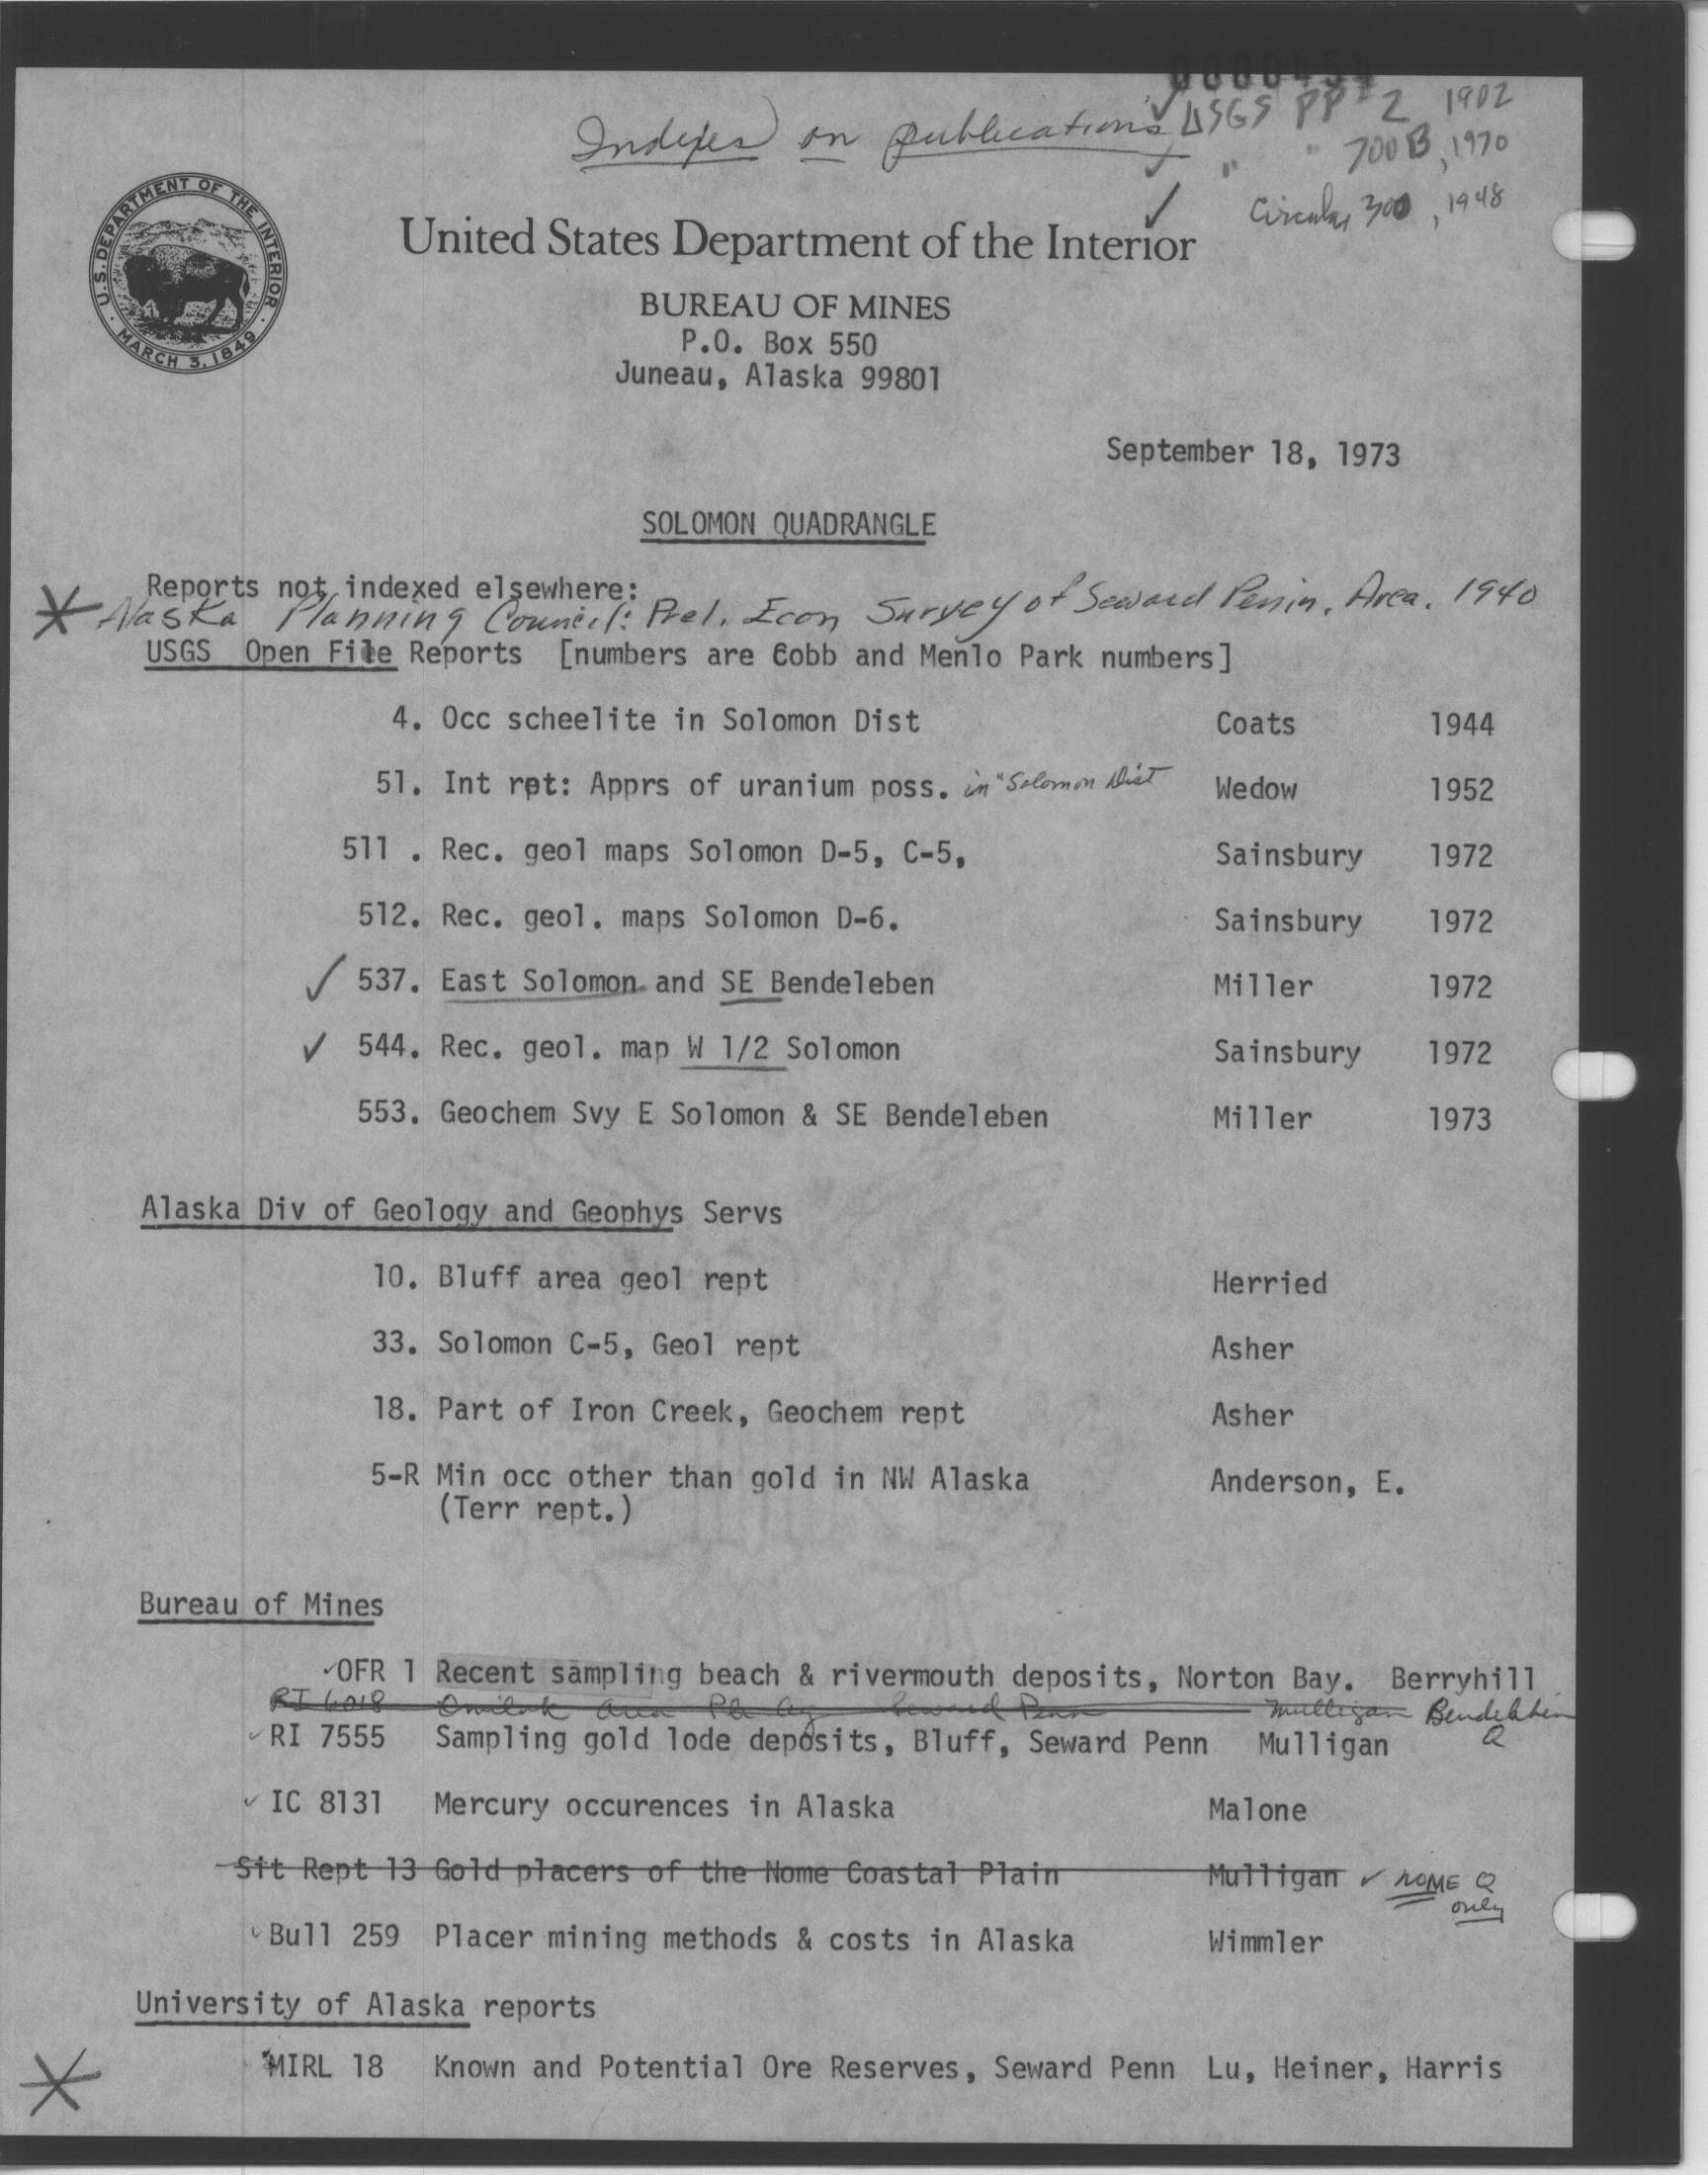 0000454
Indexes on publications ✓ USGS PP 2 1902
✓ " " 700B, 1970
✓ Circular 300, 1948
U.S. DEPARTMENT OF THE INTERIOR
MARCH 3, 1849
United States Department of the Interior
BUREAU OF MINES
P.O. Box 550
Juneau, Alaska 99801
September 18, 1973
SOLOMON QUADRANGLE
Reports not indexed elsewhere:
* Alaska Planning Council: Prel. Econ Survey of Seward Penin. Area. 1940
USGS Open File Reports [numbers are Cobb and Menlo Park numbers]
4. Occ scheelite in Solomon Dist Coats 1944
51. Int rpt: Apprs of uranium poss. in "Solomon Dist Wedow 1952
511 . Rec. geol maps Solomon D-5, C-5, Sainsbury 1972
512. Rec. geol. maps Solomon D-6. Sainsbury 1972
✓ 537. East Solomon and SE Bendeleben Miller 1972
✓ 544. Rec. geol. map W 1/2 Solomon Sainsbury 1972
553. Geochem Svy E Solomon & SE Bendeleben Miller 1973
Alaska Div of Geology and Geophys Servs
10. Bluff area geol rept Herried
33. Solomon C-5, Geol rept Asher
18. Part of Iron Creek, Geochem rept Asher
5-R Min occ other than gold in NW Alaska Anderson, E.
(Terr rept.)
Bureau of Mines
✓OFR 1 Recent sampling beach & rivermouth deposits, Norton Bay. Berryhill
RI 6018 Omilak Area Pb Ag Seward Penn Mulligan Bendeleben
Q
✓RI 7555 Sampling gold lode deposits, Bluff, Seward Penn Mulligan
✓ IC 8131 Mercury occurences in Alaska Malone
Sit Rept 13 Gold placers of the Nome Coastal Plain Mulligan ✓ NOME Q
only
✓Bull 259 Placer mining methods & costs in Alaska Wimmler
University of Alaska reports
* MIRL 18 Known and Potential Ore Reserves, Seward Penn Lu, Heiner, Harris